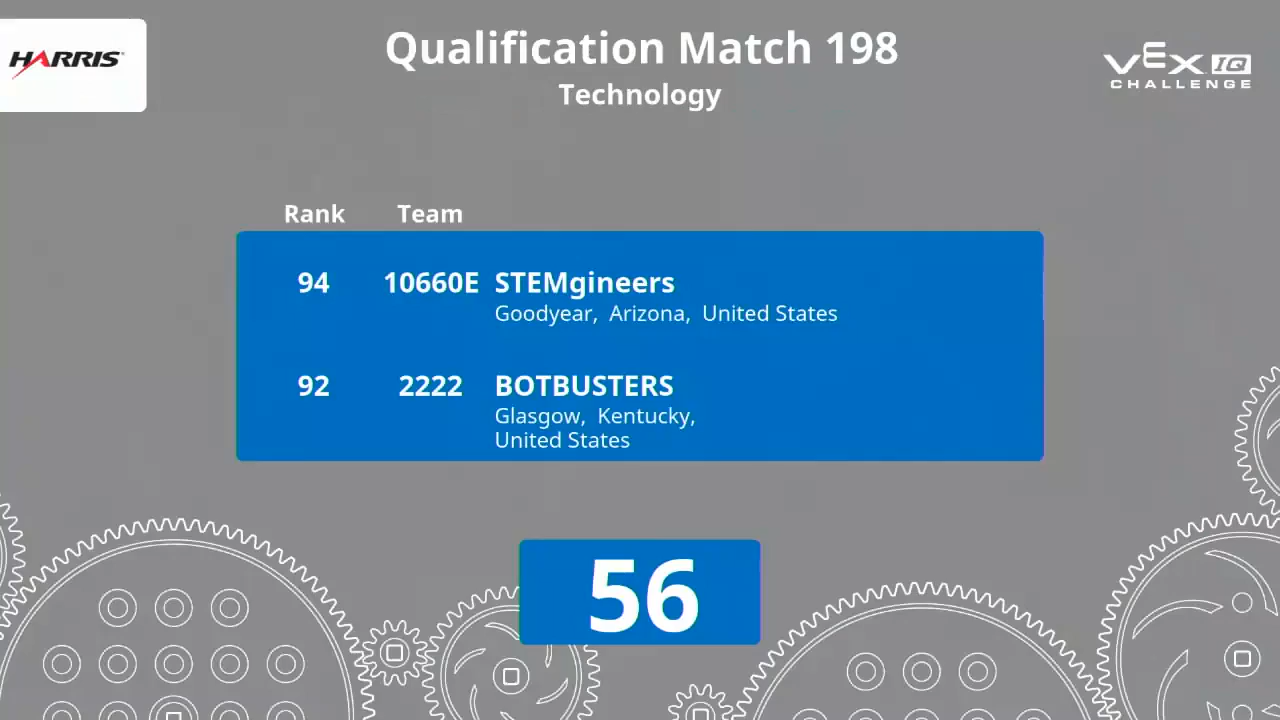 HARRIS
Qualification Match 198
Technology
VEX IQ
CHALLENGE
Rank Team
94 10660E STEMgineers
Goodyear, Arizona, United States
92 2222 BOTBUSTERS
Glasgow, Kentucky,
United States
56